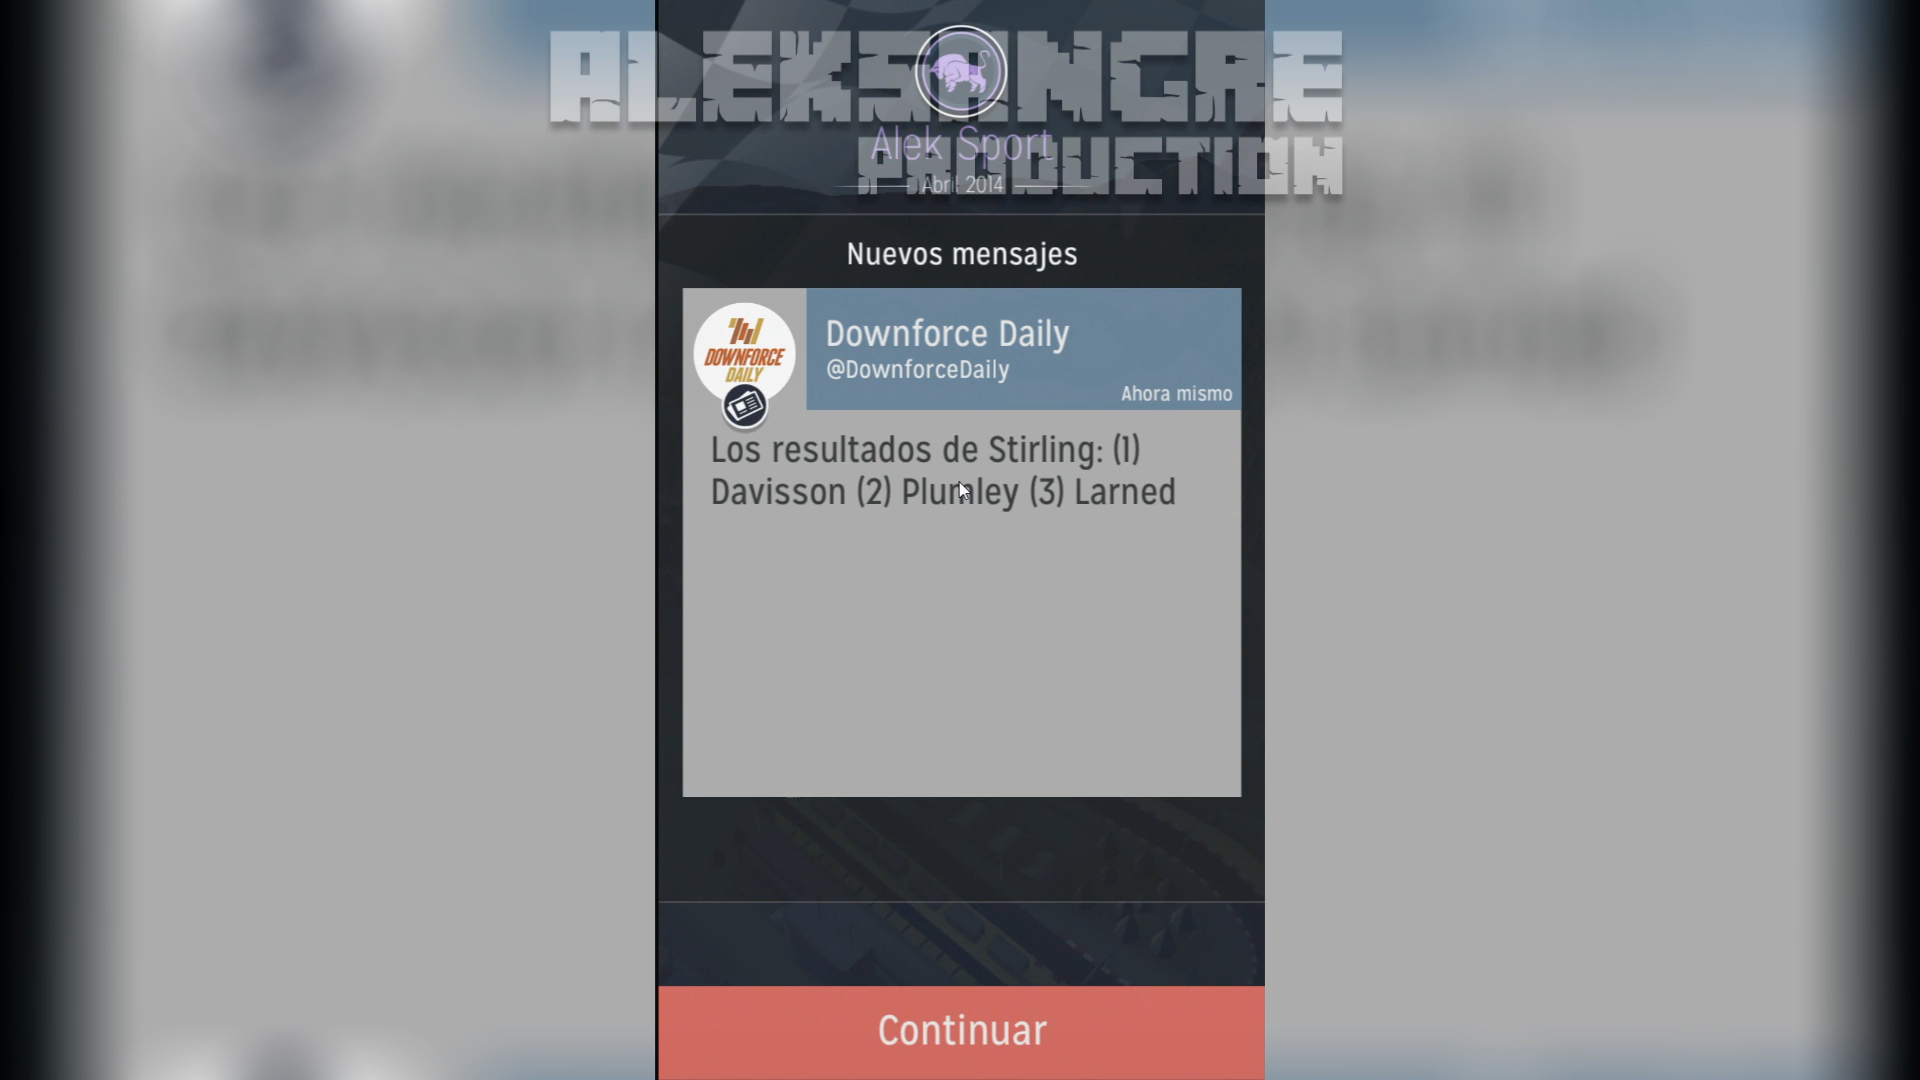 ALEKSANGRE
PRODUCTION
Alek Sport
Abril 2014
Nuevos mensajes
DOWNFORCE
DAILY
Downforce Daily
@DownforceDaily
Ahora mismo
Los resultados de Stirling: (1)
Davisson (2) Plumley (3) Larned
Continuar